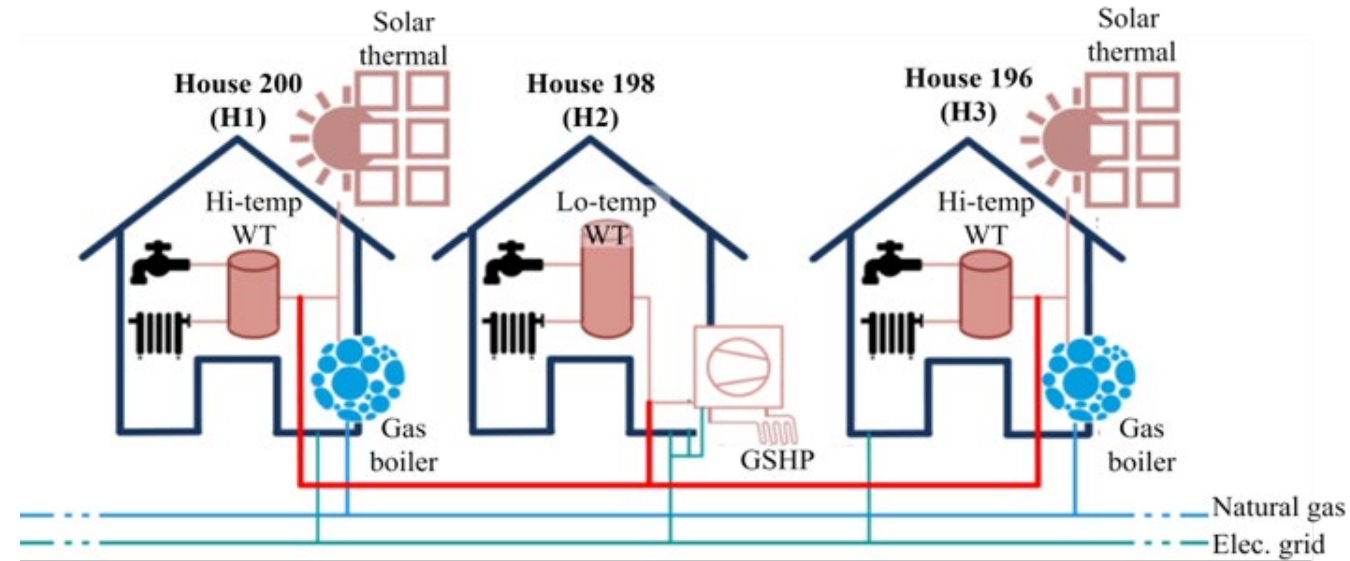 Solar
thermal
House 200
(H1)
Hi-temp
WT
Gas
boiler
House 198
(H2)
Lo-temp
WT
GSHP
Solar
thermal
House 196
(H3)
Hi-temp
WT
Gas
boiler
Natural gas
Elec. grid